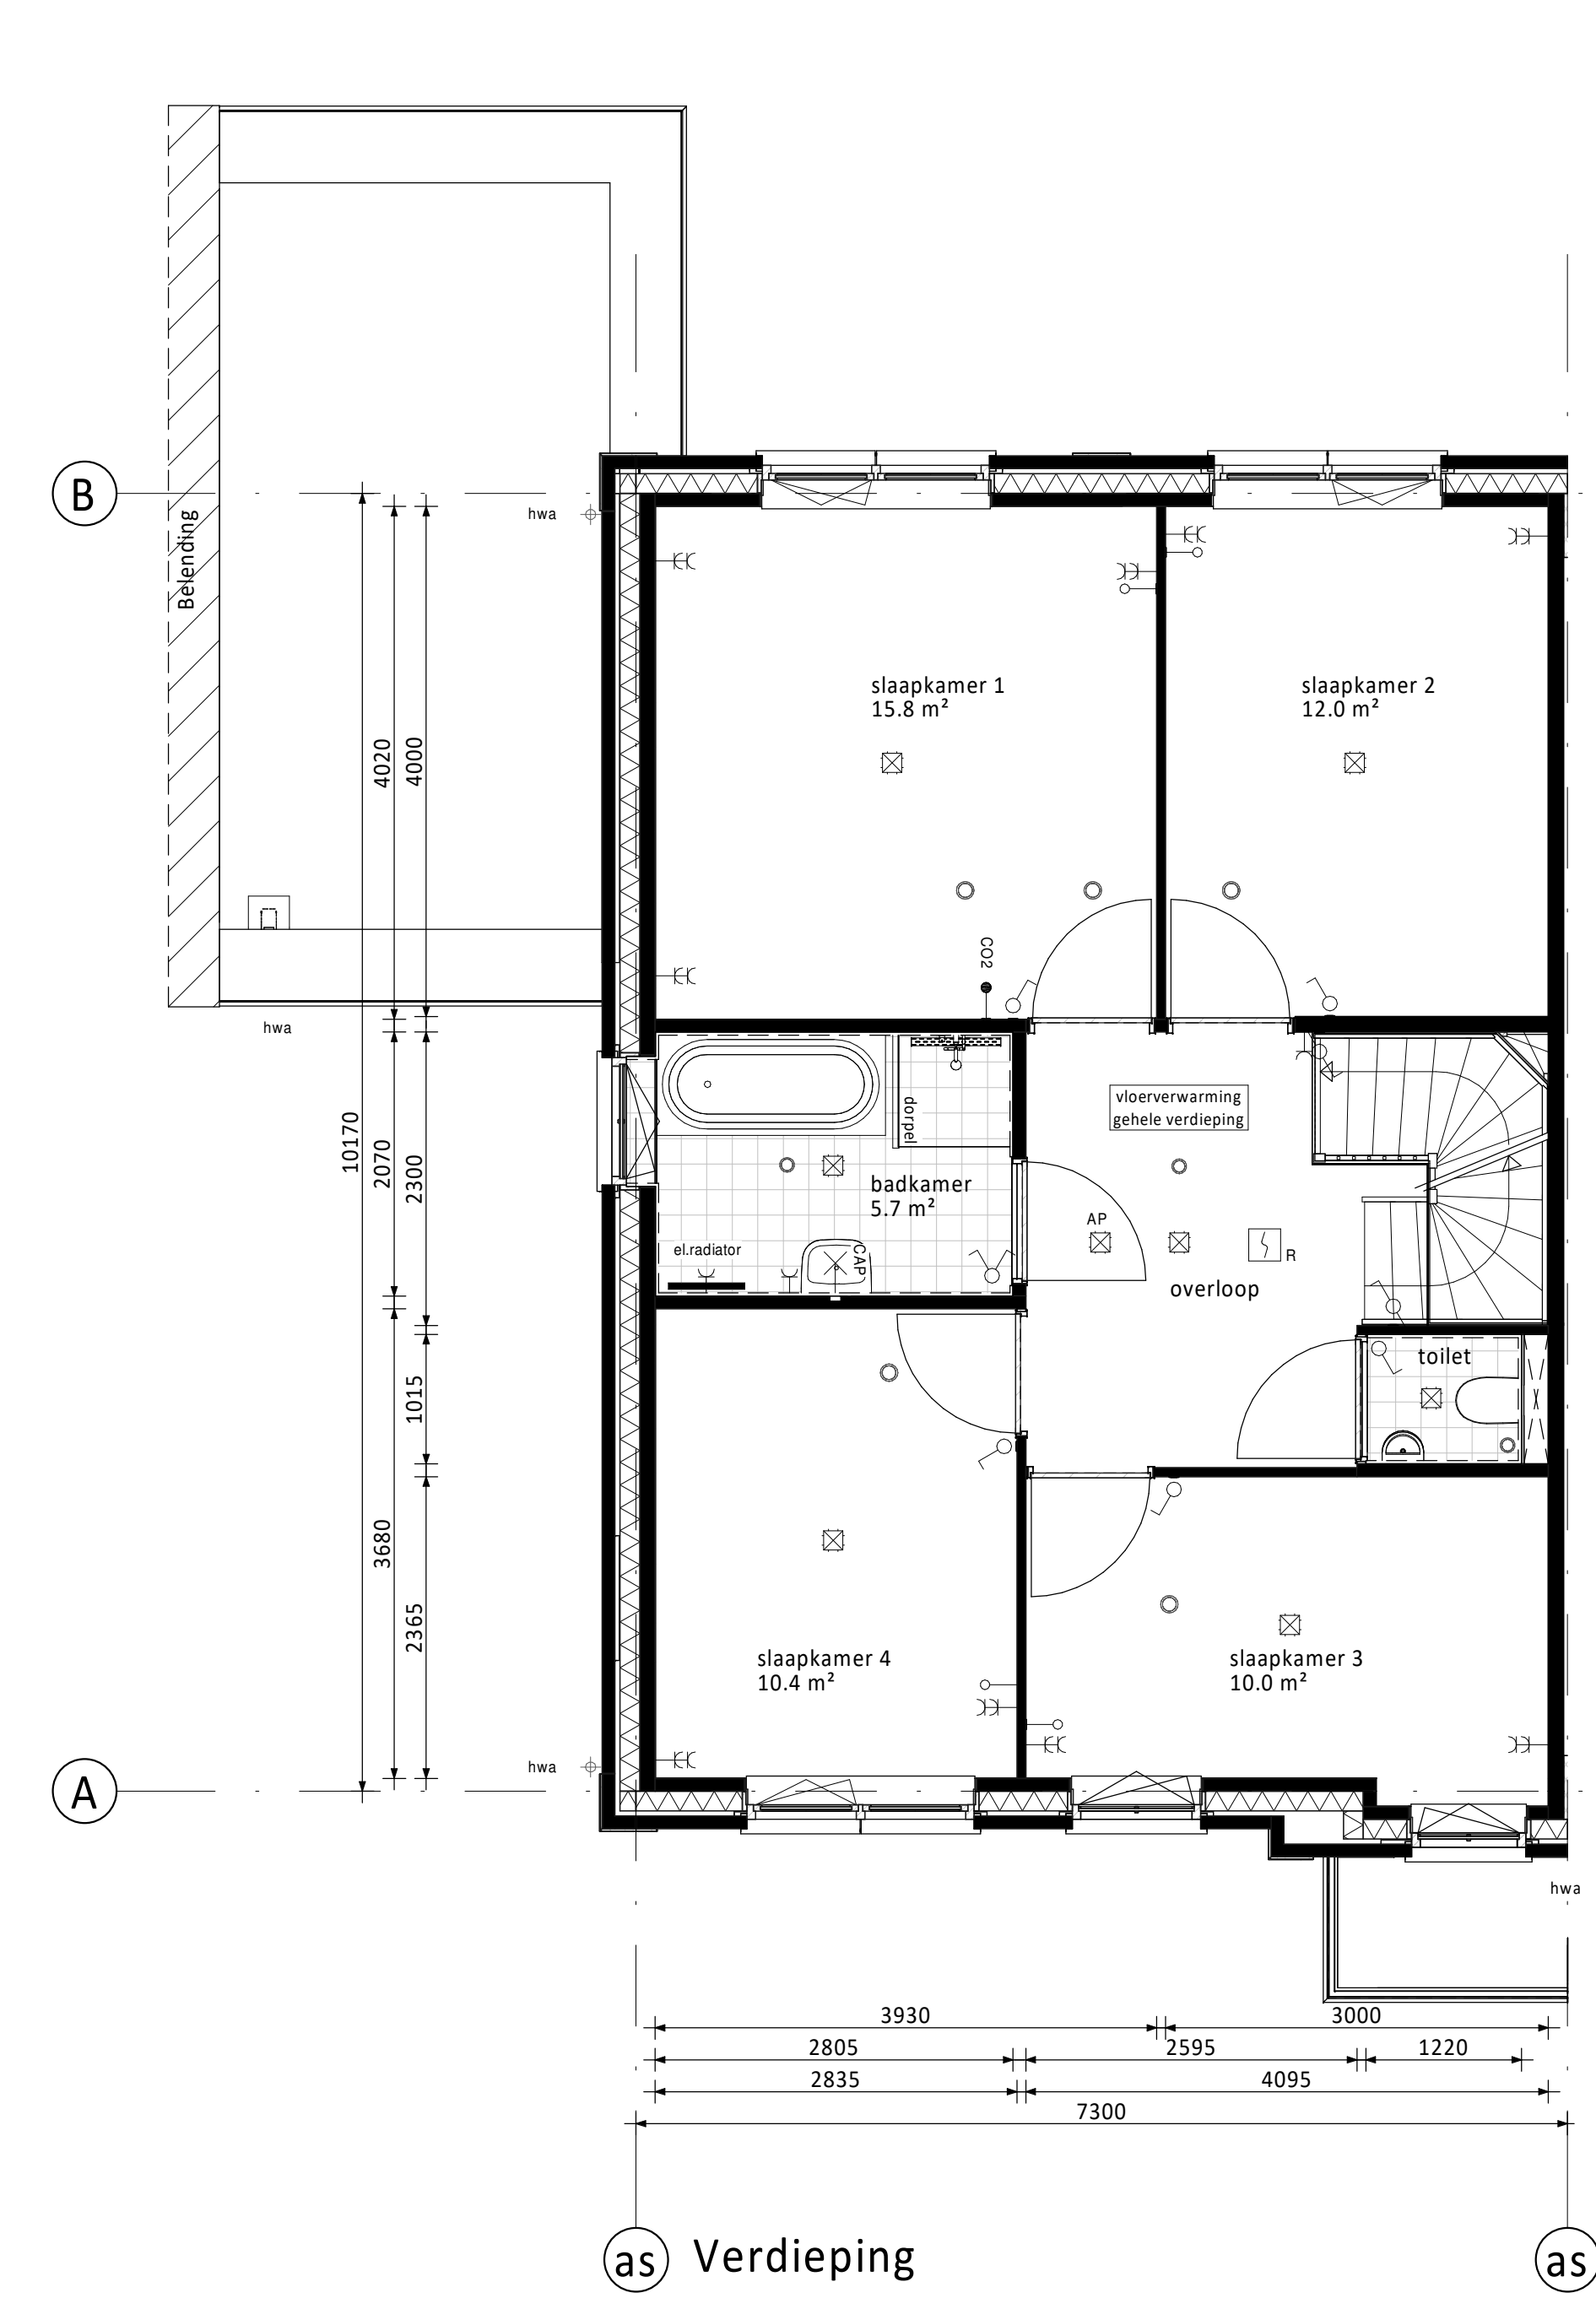 B
hwa
Belending
slaapkamer 1
15.8 m²
slaapkamer 2
12.0 m²
4020
4000
CO2
hwa
10170
2070
2300
dorpel
vloerverwarming
gehele verdieping
badkamer
5.7 m²
AP
el.radiator
CAP
R
overloop
toilet
1015
3680
2365
slaapkamer 4
10.4 m²
slaapkamer 3
10.0 m²
hwa
A
hwa
3930
3000
2805
2595
1220
2835
4095
7300
as
Verdieping
as